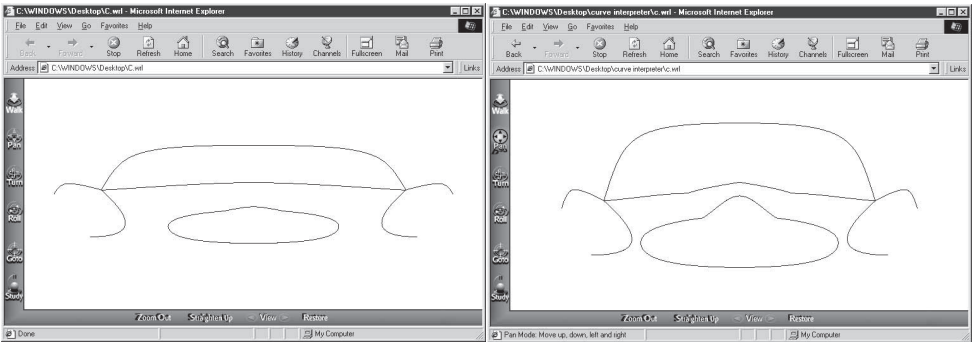 C:\WINDOWS\Desktop\C.wrl - Microsoft Internet Explorer
File Edit View Go Favorites Help
Back Forward Stop Refresh Home Search Favorites History Channels Fullscreen Mail Print
Address C:\WINDOWS\Desktop\C.wrl Links
Walk
Pan
Turn
Roll
Goto
Study
Zoom Out Straighten Up < View > Restore
Done My Computer
C:\WINDOWS\Desktop\curve interpreter\c.wrl - Microsoft Internet Explorer
File Edit View Go Favorites Help
Back Forward Stop Refresh Home Search Favorites History Channels Fullscreen Mail Print
Address C:\WINDOWS\Desktop\curve interpreter\c.wrl Links
Walk
Pan
Turn
Roll
Goto
Study
Zoom Out Straighten Up < View > Restore
Pan Mode: Move up, down, left and right My Computer